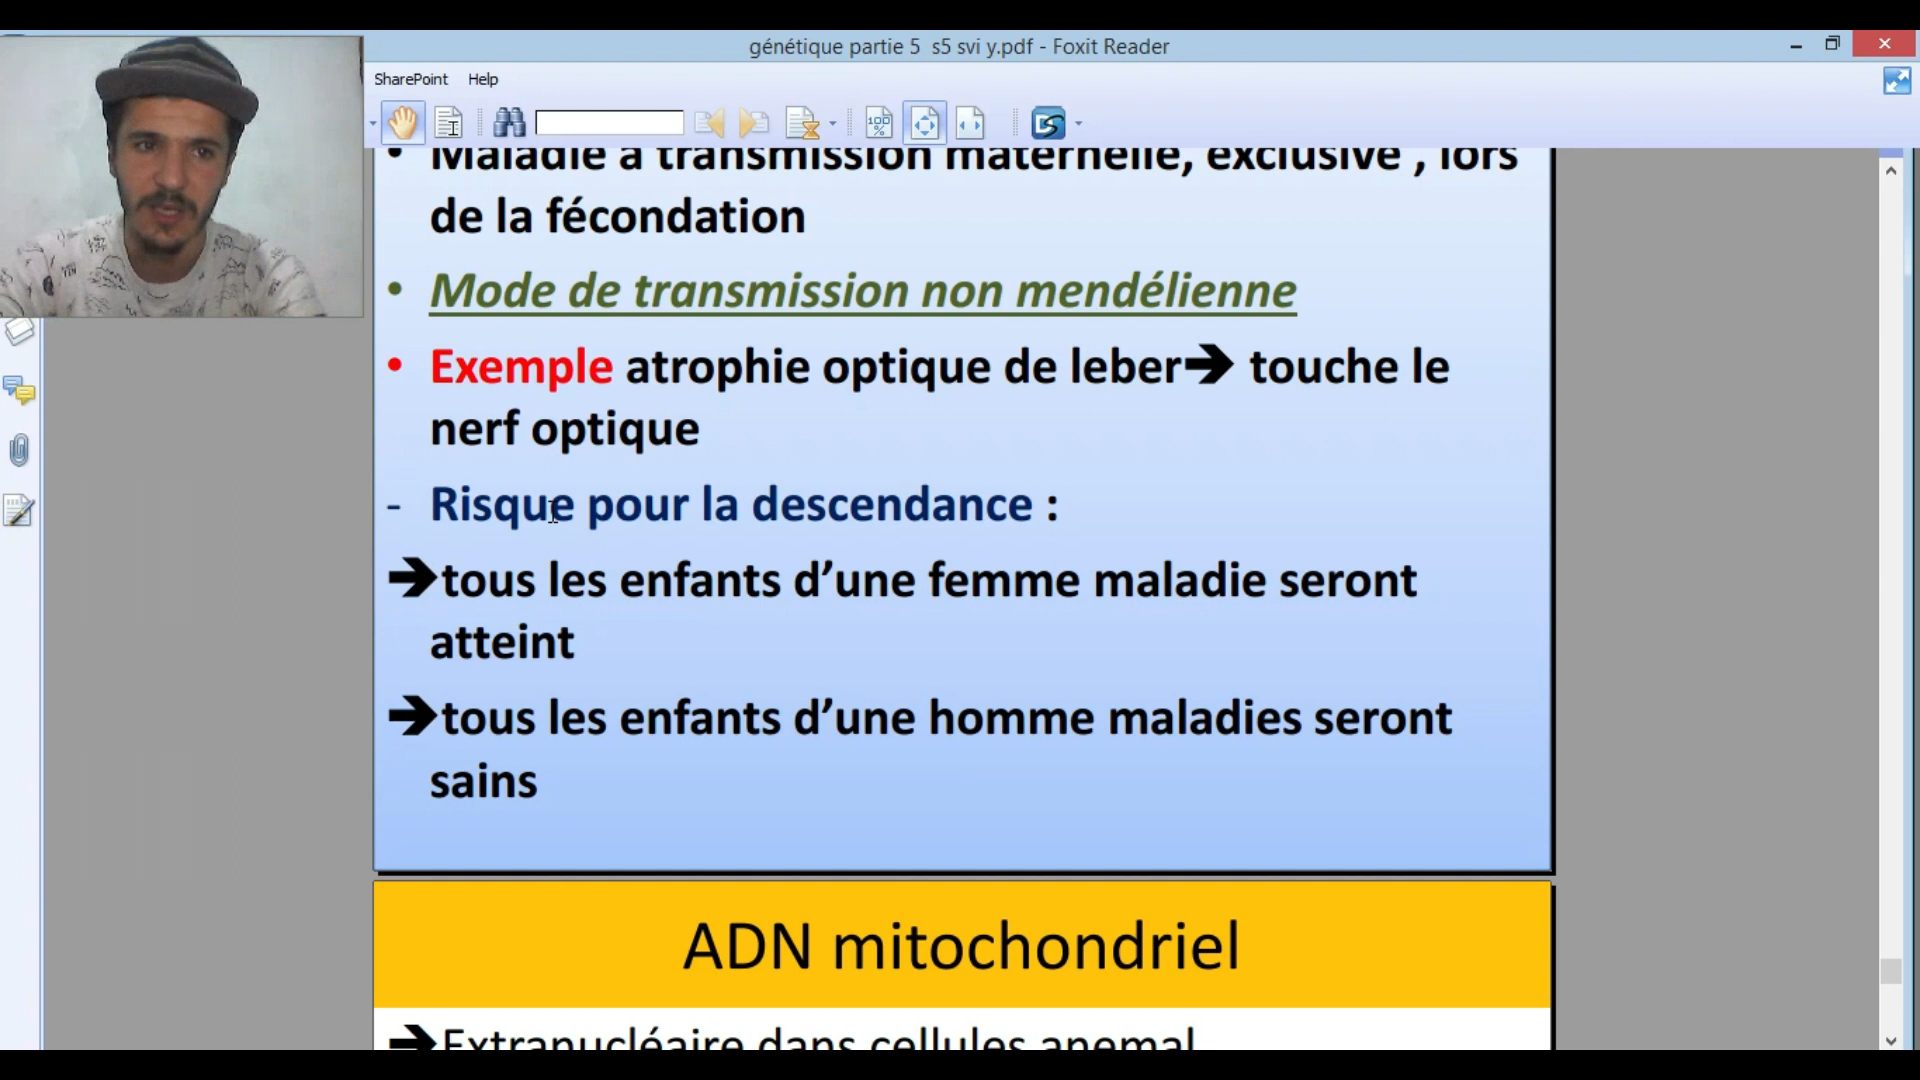 génétique partie 5 s5 svi y.pdf - Foxit Reader
SharePoint Help
• Maladie à transmission maternelle, exclusive , lors
de la fécondation
• Mode de transmission non mendélienne
• Exemple atrophie optique de leber➔ touche le
nerf optique
- Risque pour la descendance :
➔tous les enfants d’une femme maladie seront
atteint
➔tous les enfants d’une homme maladies seront
sains
ADN mitochondriel
➔Extranucléaire dans cellules anemal